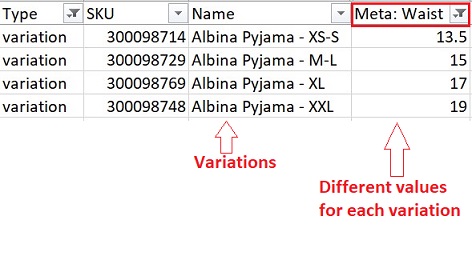 Type SKU Name Meta: Waist
variation 300098714 Albina Pyjama - XS-S 13.5
variation 300098729 Albina Pyjama - M-L 15
variation 300098769 Albina Pyjama - XL 17
variation 300098748 Albina Pyjama - XXL 19
Variations
Different values
for each variation